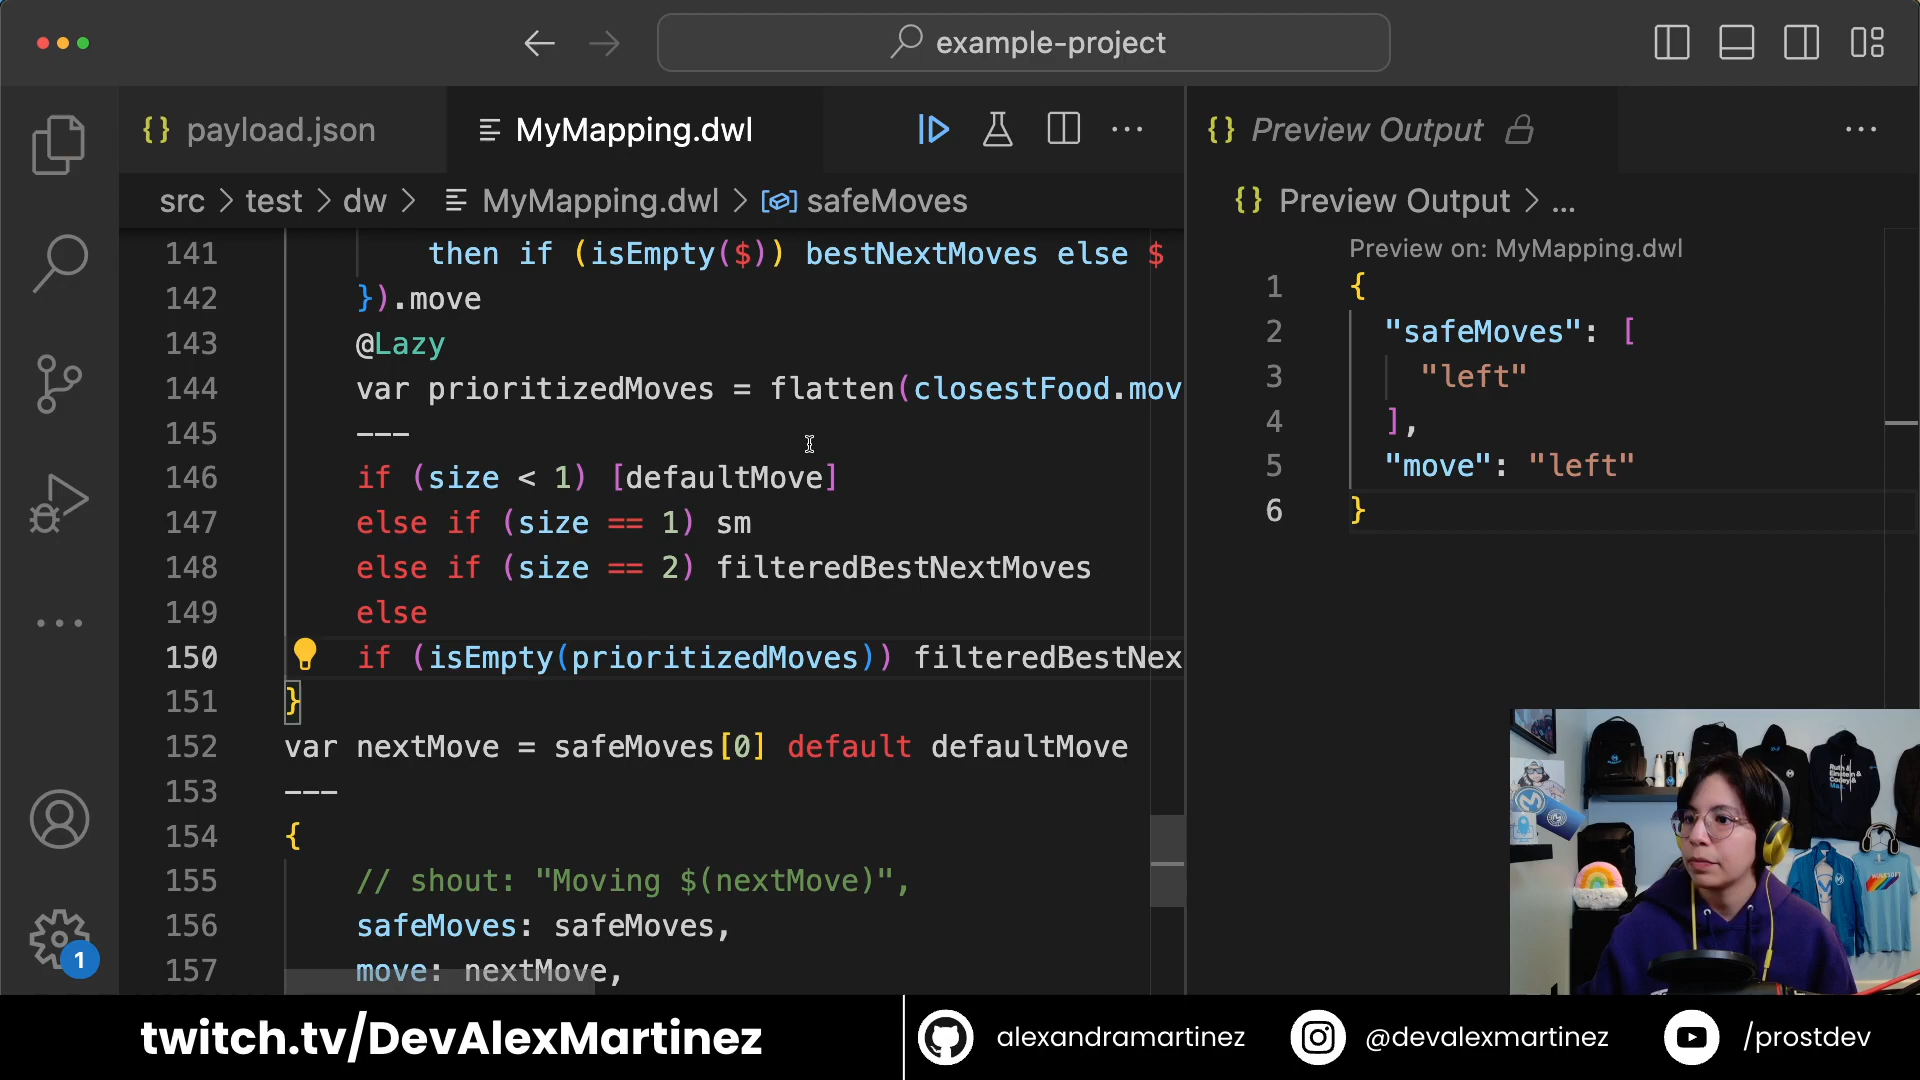 example-project
payload.json
MyMapping.dwl
Preview Output
src > test > dw > MyMapping.dwl > safeMoves
Preview Output > ...
141 then if (isEmpty($)) bestNextMoves else $
142 }).move
143 @Lazy
144 var prioritizedMoves = flatten(closestFood.mov
145 ---
146 if (size < 1) [defaultMove]
147 else if (size == 1) sm
148 else if (size == 2) filteredBestNextMoves
149 else
150 if (isEmpty(prioritizedMoves)) filteredBestNex
151 }
152 var nextMove = safeMoves[0] default defaultMove
153 ---
154 {
155 // shout: "Moving $(nextMove)",
156 safeMoves: safeMoves,
157 move: nextMove,
Preview on: MyMapping.dwl
1 {
2 "safeMoves": [
3 "left"
4 ],
5 "move": "left"
6 }
1
Ruth &
Einstein &
Codey &
Max.
twitch.tv/DevAlexMartinez
alexandramartinez
@devalexmartinez
/prostdev